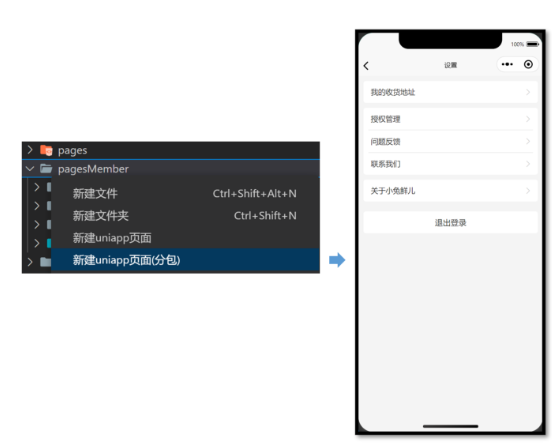 pages
pagesMember
新建文件 Ctrl+Shift+Alt+N
新建文件夹 Ctrl+Shift+N
新建uniapp页面
新建uniapp页面(分包)
100%
设置
我的收货地址
授权管理
问题反馈
联系我们
关于小兔鲜儿
退出登录